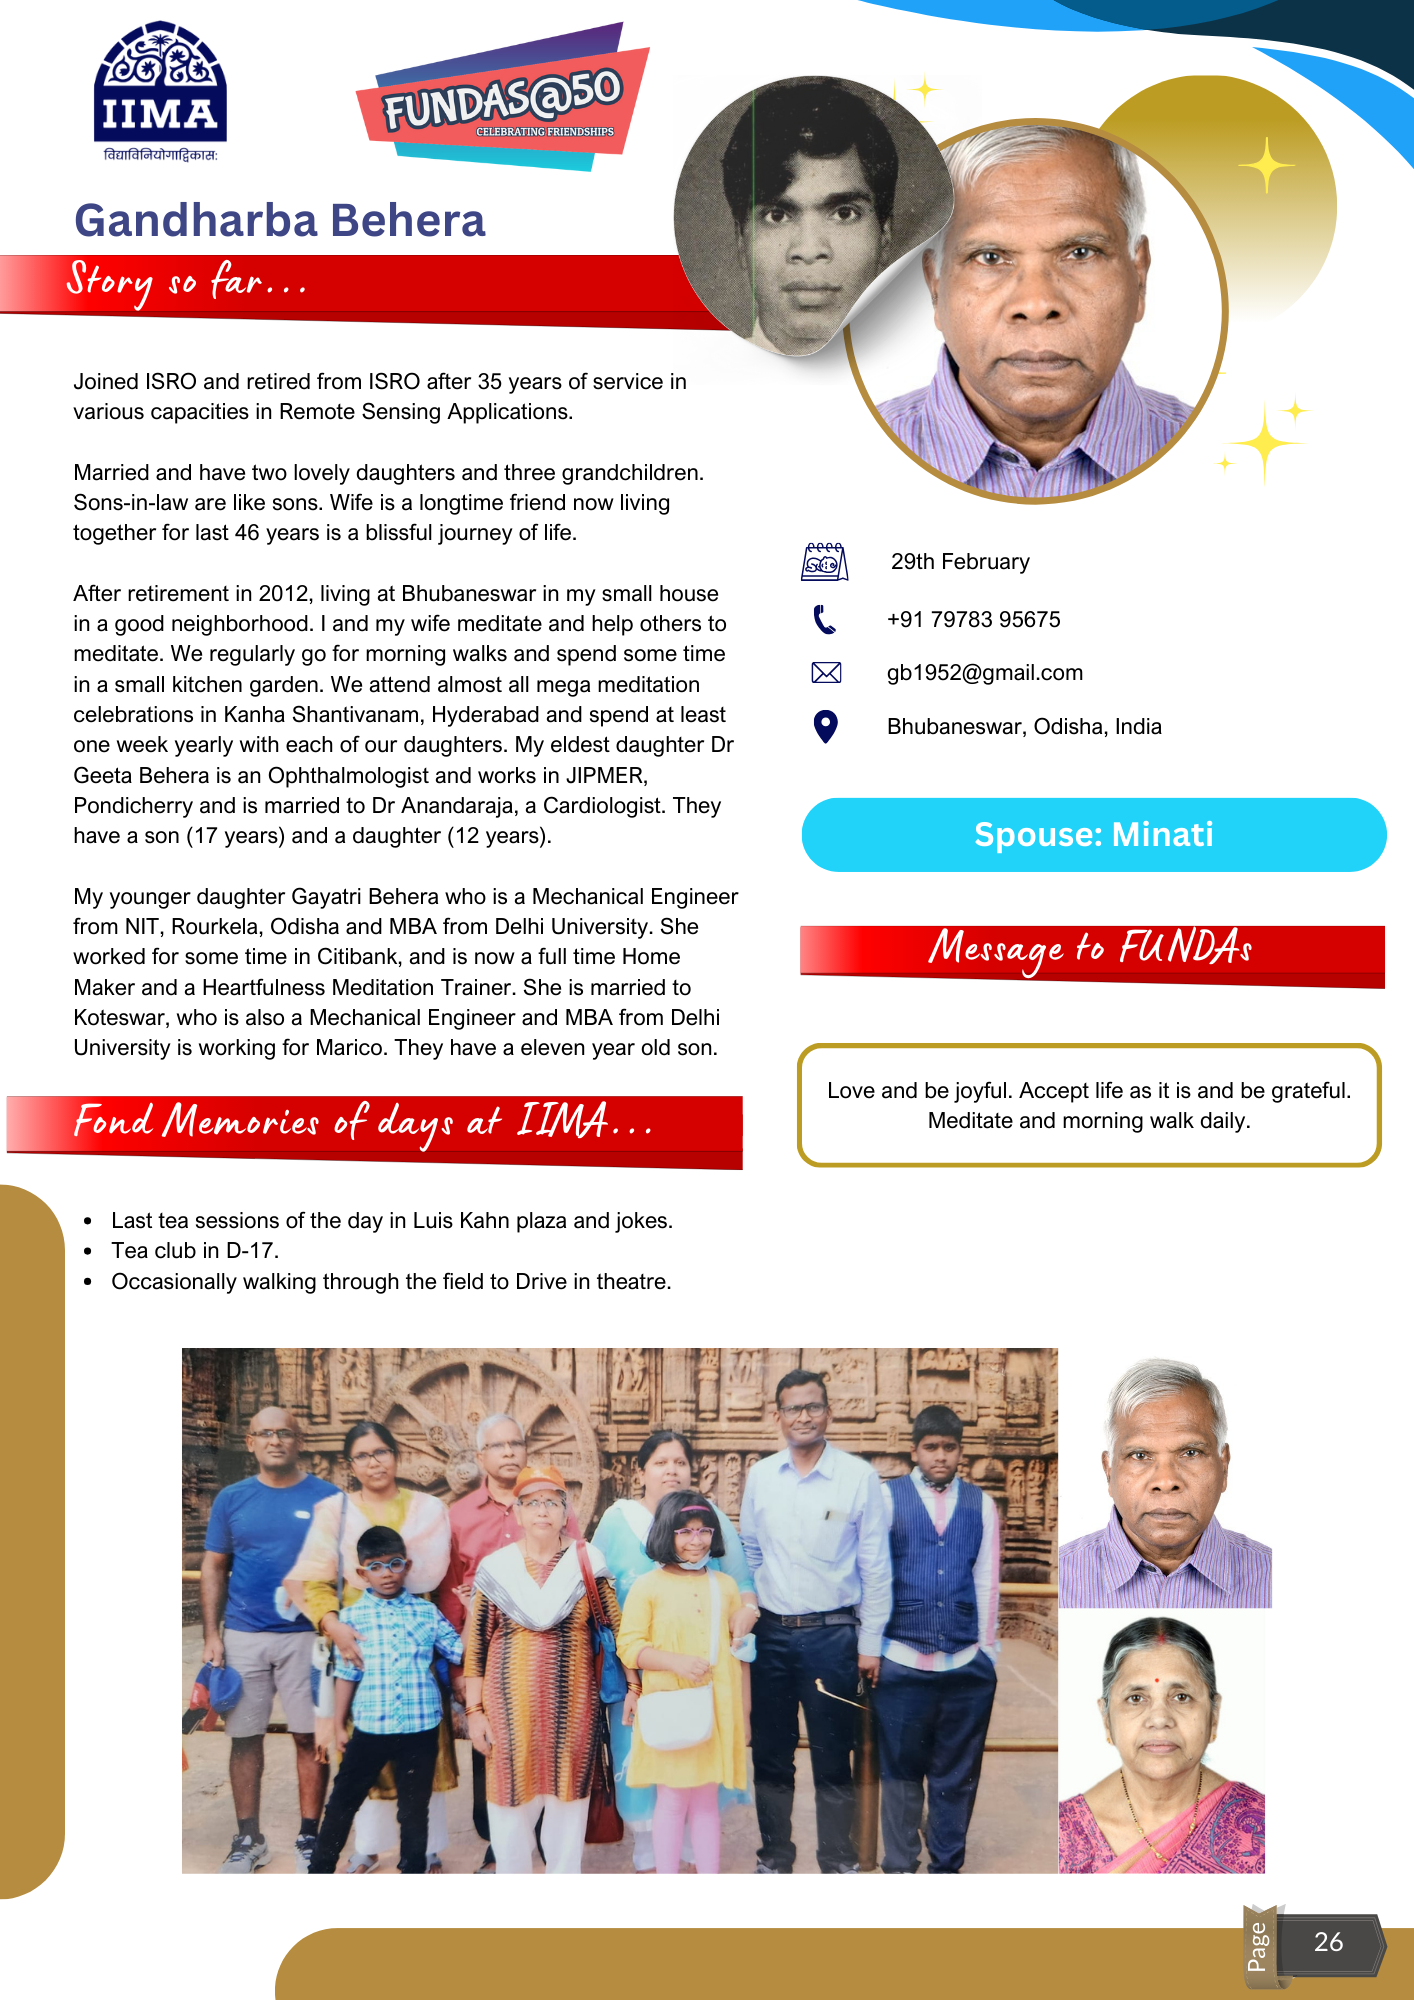 IIMA
विद्याविनियोगाद्विकास:
FUNDAS@50
CELEBRATING FRIENDSHIPS
Gandharba Behera
Story so far...
Joined ISRO and retired from ISRO after 35 years of service in
various capacities in Remote Sensing Applications.
Married and have two lovely daughters and three grandchildren.
Sons-in-law are like sons. Wife is a longtime friend now living
together for last 46 years is a blissful journey of life.
After retirement in 2012, living at Bhubaneswar in my small house
in a good neighborhood. I and my wife meditate and help others to
meditate. We regularly go for morning walks and spend some time
in a small kitchen garden. We attend almost all mega meditation
celebrations in Kanha Shantivanam, Hyderabad and spend at least
one week yearly with each of our daughters. My eldest daughter Dr
Geeta Behera is an Ophthalmologist and works in JIPMER,
Pondicherry and is married to Dr Anandaraja, a Cardiologist. They
have a son (17 years) and a daughter (12 years).
My younger daughter Gayatri Behera who is a Mechanical Engineer
from NIT, Rourkela, Odisha and MBA from Delhi University. She
worked for some time in Citibank, and is now a full time Home
Maker and a Heartfulness Meditation Trainer. She is married to
Koteswar, who is also a Mechanical Engineer and MBA from Delhi
University is working for Marico. They have a eleven year old son.
Fond Memories of days at IIMA...
• Last tea sessions of the day in Luis Kahn plaza and jokes.
• Tea club in D-17.
• Occasionally walking through the field to Drive in theatre.
29th February
+91 79783 95675
gb1952@gmail.com
Bhubaneswar, Odisha, India
Spouse: Minati
Message to FUNDAs
Love and be joyful. Accept life as it is and be grateful.
Meditate and morning walk daily.
Page
26